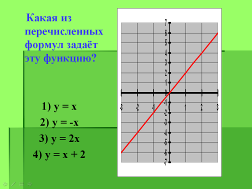 Какая из
перечисленных
формул задаёт
эту функцию?
1) y = x
2) y = -x
3) y = 2x
4) y = x + 2